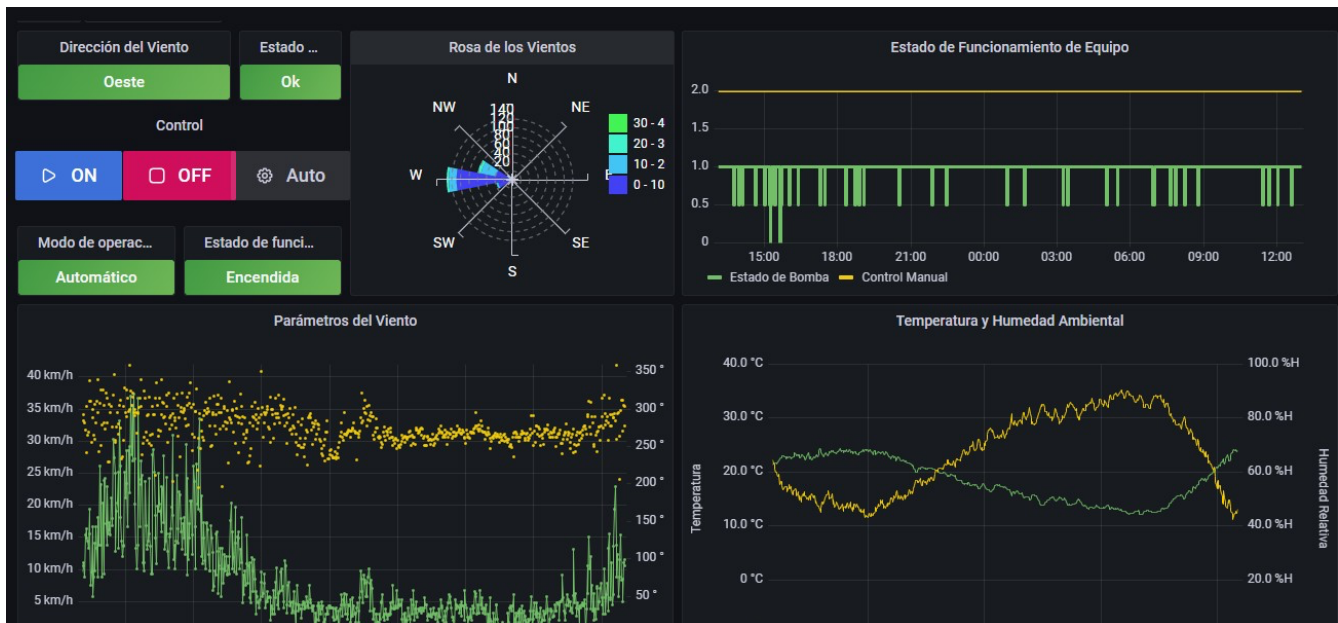 Dirección del Viento
Estado ...
Oeste
Ok
Control
ON
OFF
Auto
Modo de operac...
Estado de funci...
Automático
Encendida
Rosa de los Vientos
N
NW
NE
W
SW
SE
S
140
120
100
80
60
40
20
30 - 4
20 - 3
10 - 2
0 - 10
Estado de Funcionamiento de Equipo
2.0
1.5
1.0
0.5
0
15:00 18:00 21:00 00:00 03:00 06:00 09:00 12:00
Estado de Bomba Control Manual
Parámetros del Viento
40 km/h
35 km/h
30 km/h
25 km/h
20 km/h
15 km/h
10 km/h
5 km/h
350 °
300 °
250 °
200 °
150 °
100 °
50 °
Temperatura y Humedad Ambiental
40.0 °C
30.0 °C
20.0 °C
10.0 °C
0 °C
Temperatura
100.0 %H
80.0 %H
60.0 %H
40.0 %H
20.0 %H
Humedad Relativa